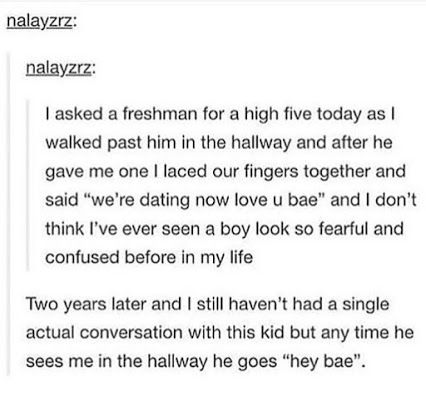 nalayzrz:
nalayzrz:
I asked a freshman for a high five today as I
walked past him in the hallway and after he
gave me one I laced our fingers together and
said “we’re dating now love u bae” and I don’t
think I’ve ever seen a boy look so fearful and
confused before in my life
Two years later and I still haven’t had a single
actual conversation with this kid but any time he
sees me in the hallway he goes “hey bae”.